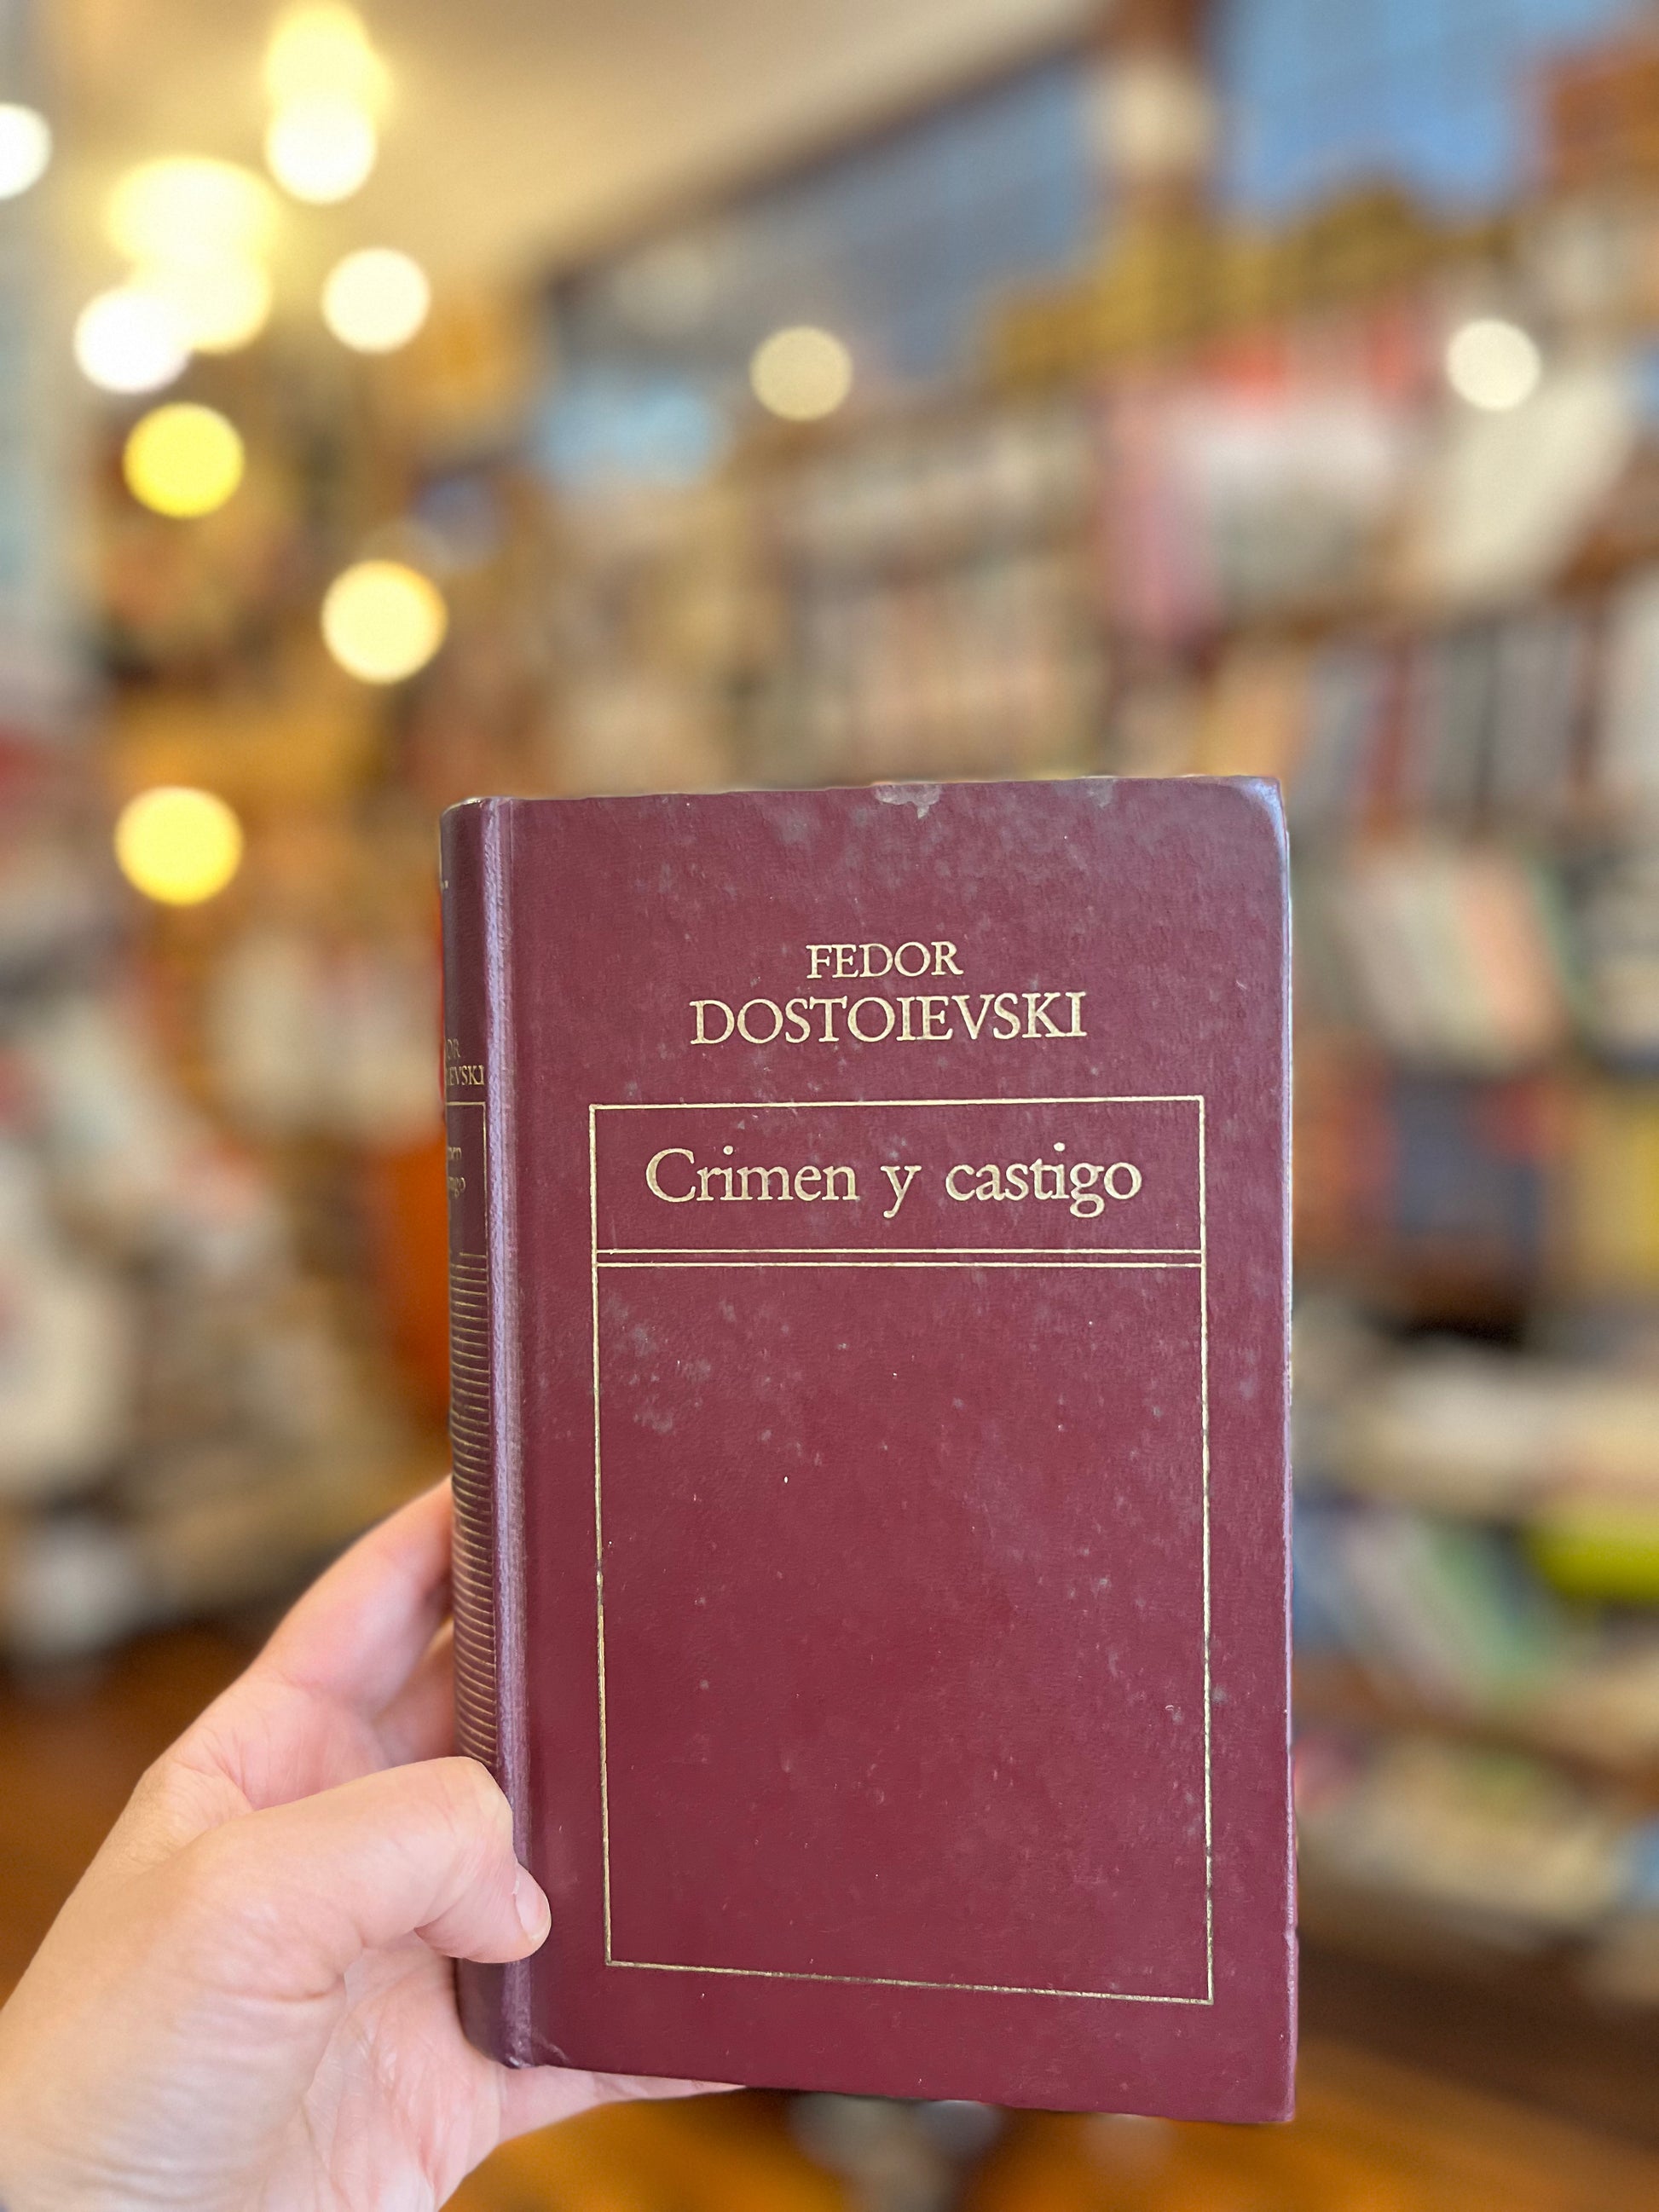 FEDOR
DOSTOIEVSKI
Crimen y castigo